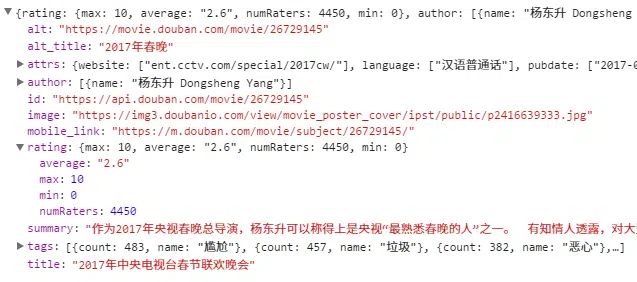 {rating: {max: 10, average: "2.6", numRaters: 4450, min: 0}, author: [{name: "杨东升 Dongsheng
alt: "https://movie.douban.com/movie/26729145"
alt_title: "2017年春晚"
attrs: {website: ["ent.cctv.com/special/2017cw/"], language: ["汉语普通话"], pubdate: ["2017-0
author: [{name: "杨东升 Dongsheng Yang"}]
id: "https://api.douban.com/movie/26729145"
image: "https://img3.doubanio.com/view/movie_poster_cover/ipst/public/p2416639333.jpg"
mobile_link: "https://m.douban.com/movie/subject/26729145/"
rating: {max: 10, average: "2.6", numRaters: 4450, min: 0}
average: "2.6"
max: 10
min: 0
numRaters: 4450
summary: "作为2017年央视春晚总导演，杨东升可以称得上是央视“最熟悉春晚的人”之一。 有知情人透露，对大
tags: [{count: 483, name: "尴尬"}, {count: 457, name: "垃圾"}, {count: 382, name: "恶心"},…]
title: "2017年中央电视台春节联欢晚会"